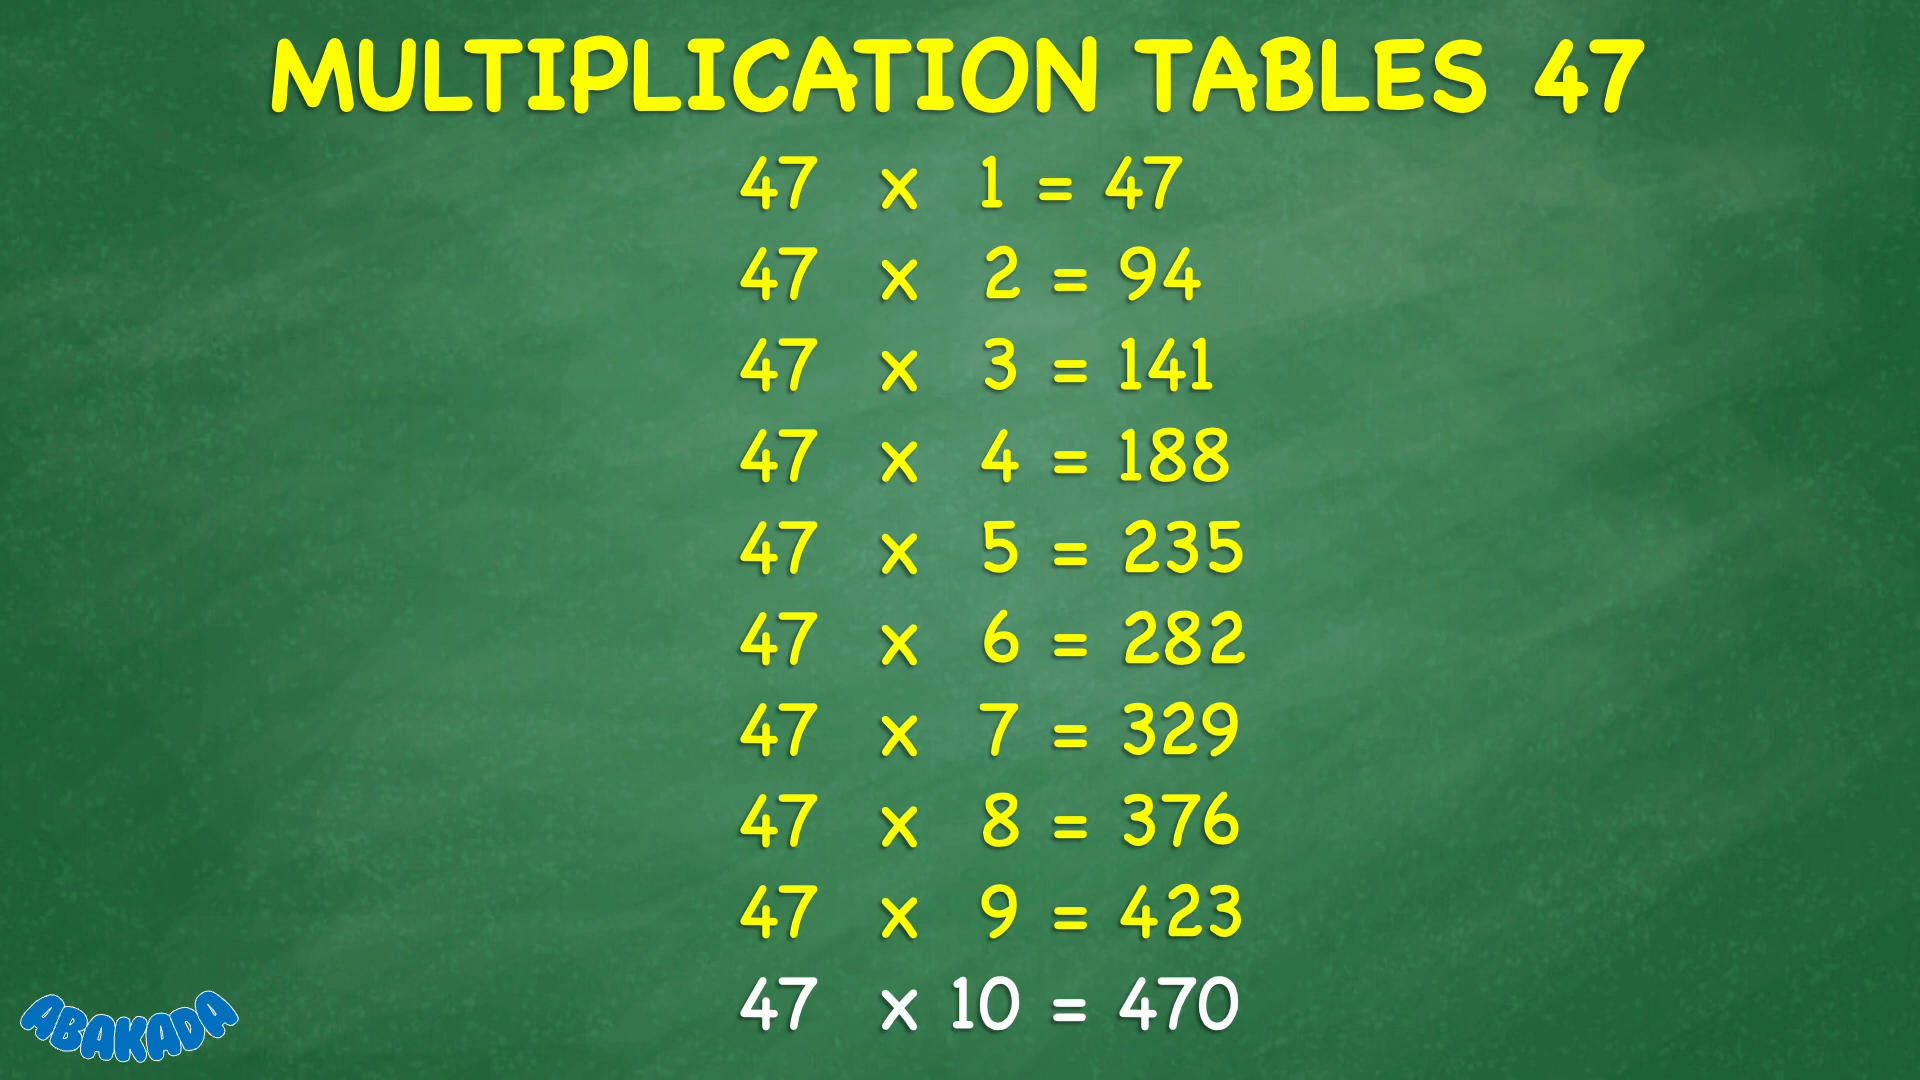 MULTIPLICATION TABLES 47
47 x 1 = 47
47 x 2 = 94
47 x 3 = 141
47 x 4 = 188
47 x 5 = 235
47 x 6 = 282
47 x 7 = 329
47 x 8 = 376
47 x 9 = 423
47 x 10 = 470
ABAKADA